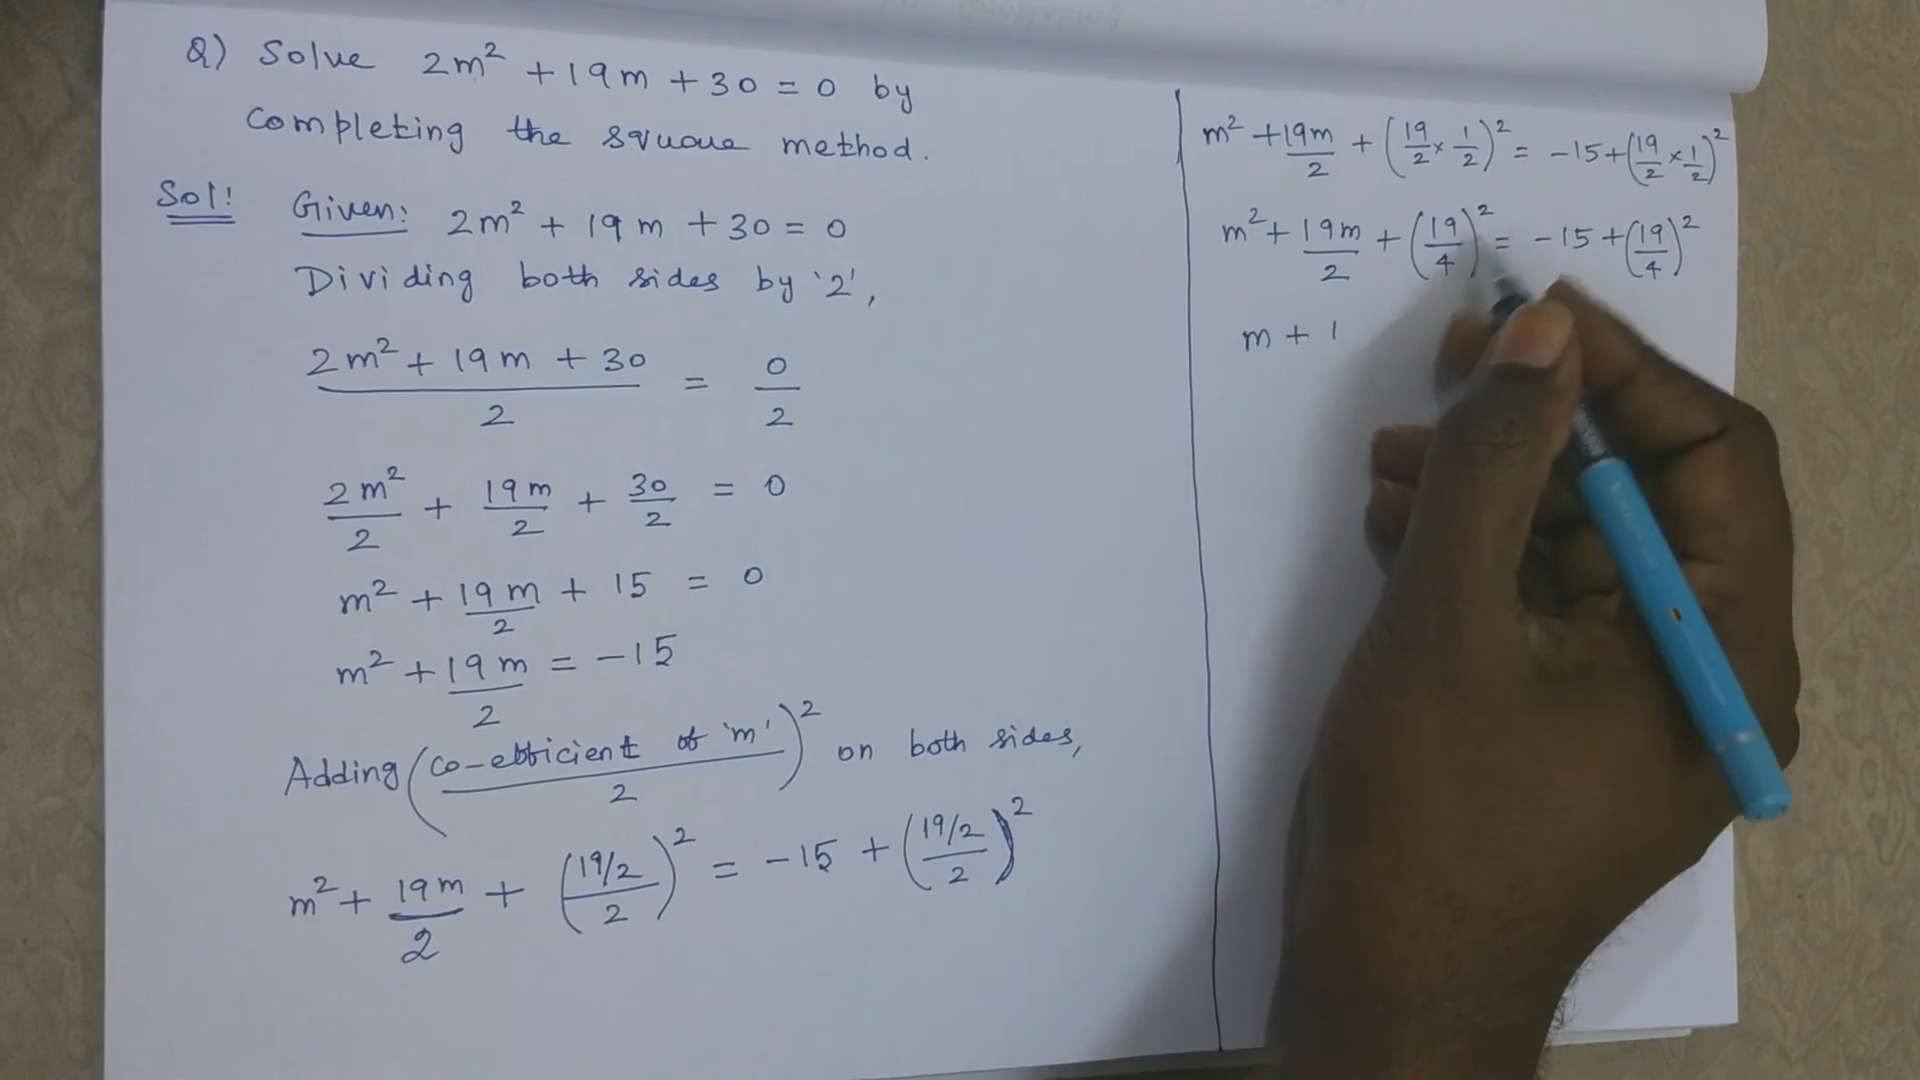 Q) Solve 2m² + 19m + 30 = 0 by
completing the square method.
Sol! Given: 2m² + 19m + 30 = 0
Dividing both sides by '2',
(2m² + 19m + 30)/2 = 0/2
2m²/2 + 19m/2 + 30/2 = 0
m² + 19m/2 + 15 = 0
m² + 19m/2 = -15
Adding (co-efficient of 'm'/2)² on both sides,
m² + 19m/2 + ((19/2)/2)² = -15 + ((19/2)/2)²
m² + 19m/2 + (19/2 × 1/2)² = -15 + (19/2 × 1/2)²
m² + 19m/2 + (19/4)² = -15 + (19/4)²
m + 1